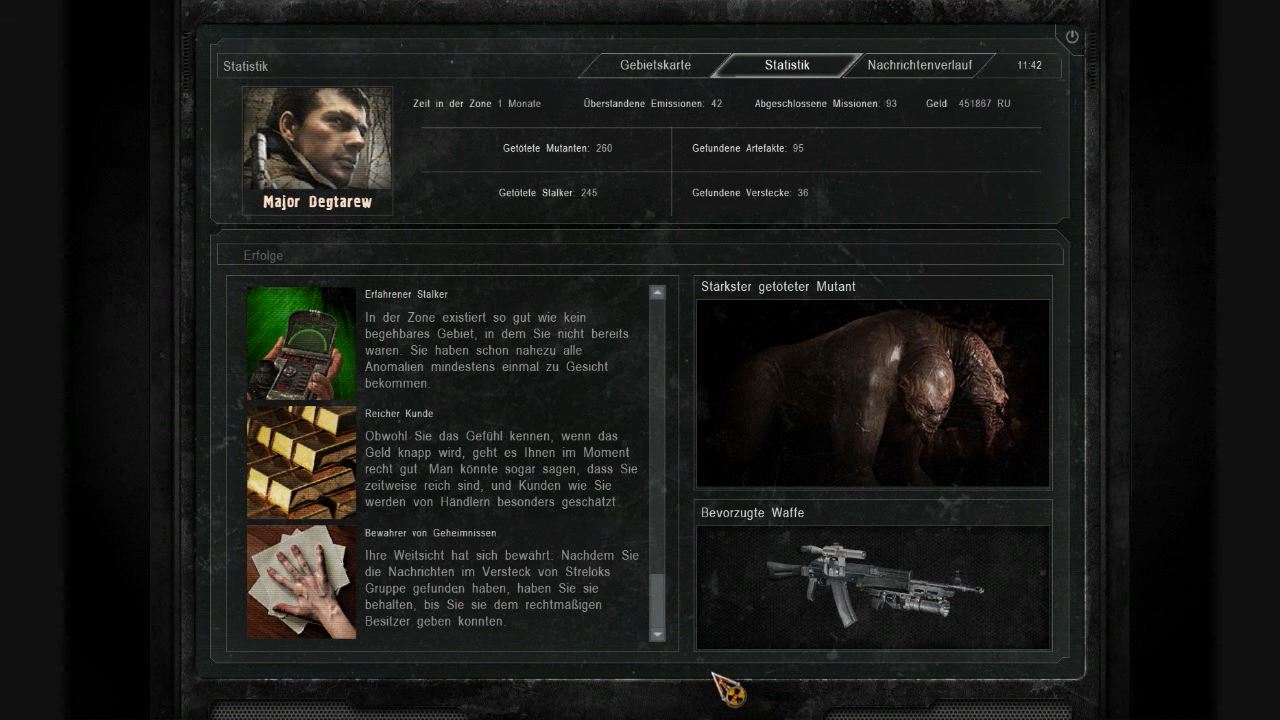 Statistik
Gebietskarte
Statistik
Nachrichtenverlauf
11:42
Zeit in der Zone 1 Monate
Überstandene Emissionen: 42
Abgeschlossene Missionen: 93
Geld 451867 RU
Getötete Mutanten: 260
Gefundene Artefakte: 95
Getötete Stalker: 245
Gefundene Verstecke: 36
Major Degtarew
Erfolge
Erfahrener Stalker
In der Zone existiert so gut wie kein
begehbares Gebiet, in dem Sie nicht bereits
waren. Sie haben schon nahezu alle
Anomalien mindestens einmal zu Gesicht
bekommen.
Reicher Kunde
Obwohl Sie das Gefühl kennen, wenn das
Geld knapp wird, geht es Ihnen im Moment
recht gut. Man könnte sogar sagen, dass Sie
zeitweise reich sind, und Kunden wie Sie
werden von Händlern besonders geschätzt.
Bewahrer von Geheimnissen
Ihre Weitsicht hat sich bewährt: Nachdem Sie
die Nachrichten im Versteck von Streloks
Gruppe gefunden haben, haben Sie sie
behalten, bis Sie sie dem rechtmäßigen
Besitzer geben konnten.
Stärkster getöteter Mutant
Bevorzugte Waffe